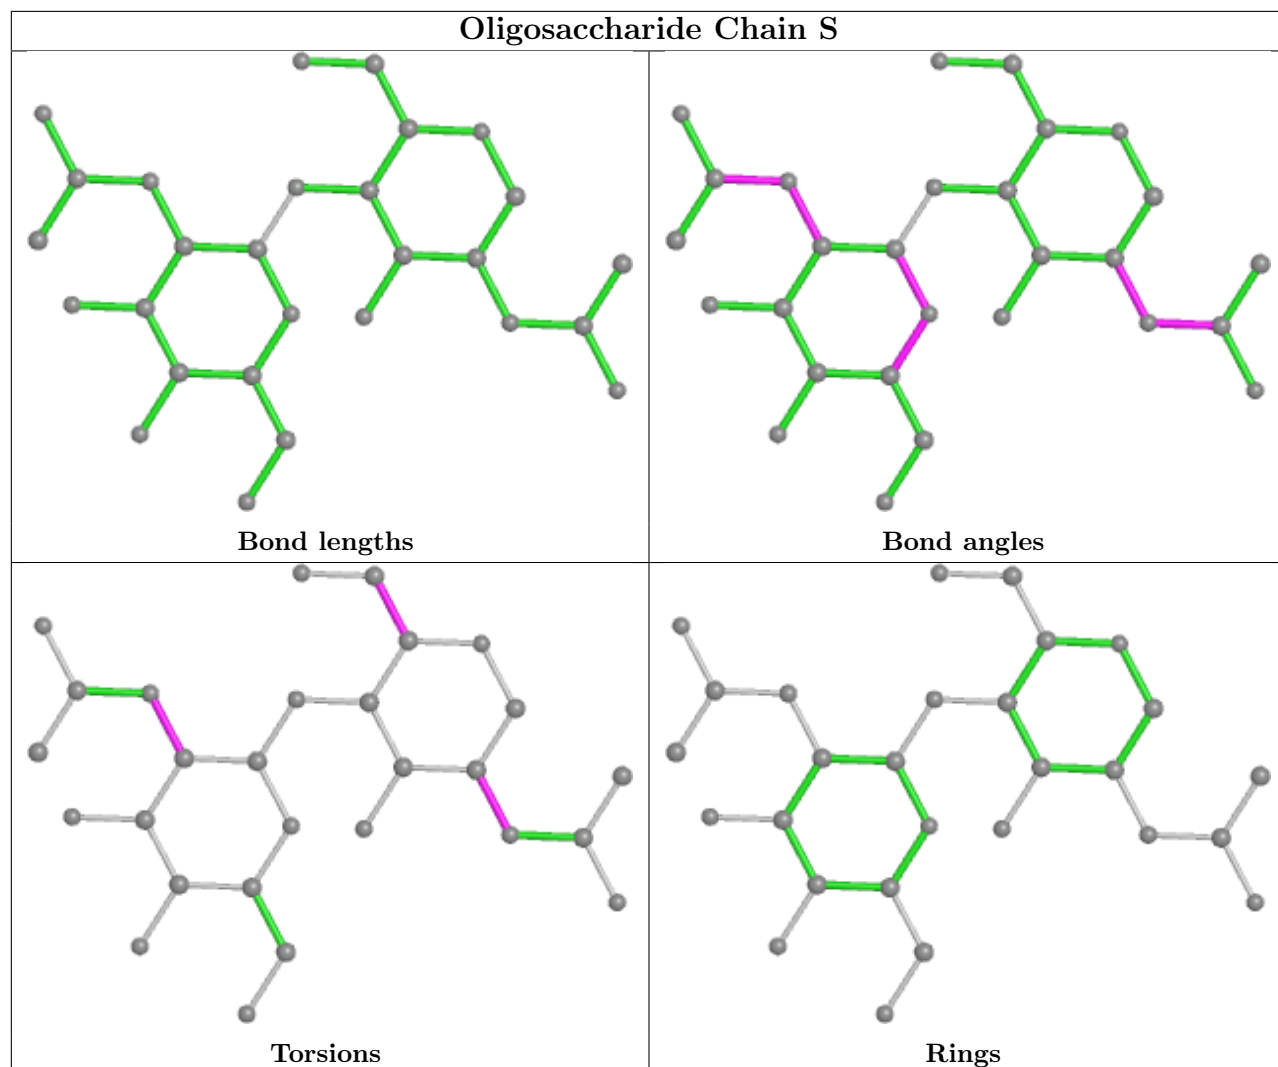 Oligosaccharide Chain S
Bond lengths
Bond angles
Torsions
Rings